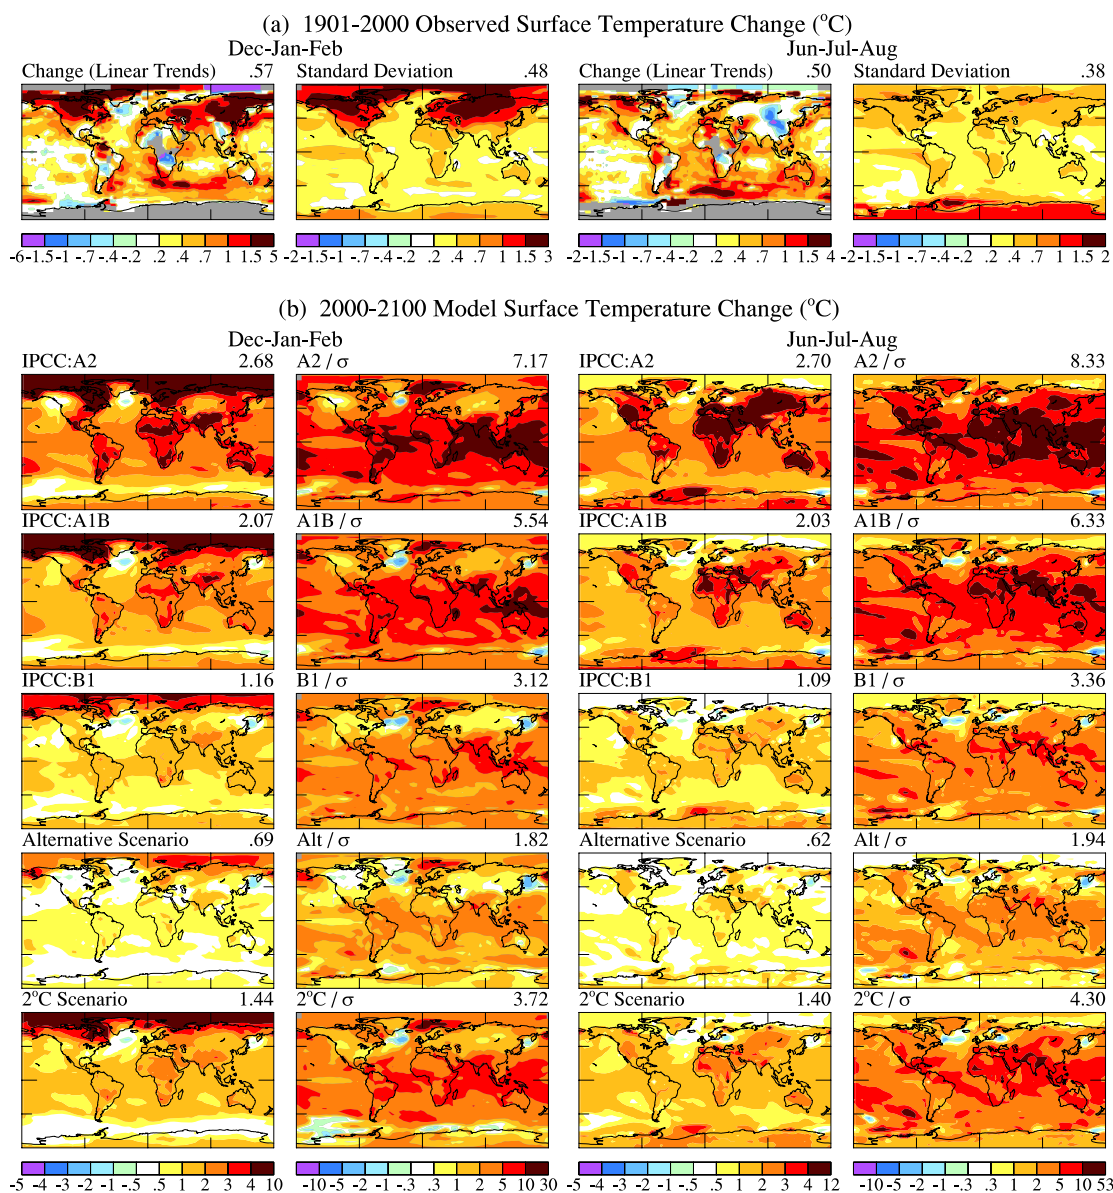 (a) 1901-2000 Observed Surface Temperature Change (°C)
Dec-Jan-Feb Jun-Jul-Aug
Change (Linear Trends) .57 Standard Deviation .48 Change (Linear Trends) .50 Standard Deviation .38
-6 -1.5 -1 -.7 -.4 -.2 .2 .4 .7 1 1.5 5 -2 -1.5 -1 -.7 -.4 -.2 .2 .4 .7 1 1.5 3 -2 -1.5 -1 -.7 -.4 -.2 .2 .4 .7 1 1.5 4 -2 -1.5 -1 -.7 -.4 -.2 .2 .4 .7 1 1.5 2
(b) 2000-2100 Model Surface Temperature Change (°C)
Dec-Jan-Feb Jun-Jul-Aug
IPCC:A2 2.68 A2 / σ 7.17 IPCC:A2 2.70 A2 / σ 8.33
IPCC:A1B 2.07 A1B / σ 5.54 IPCC:A1B 2.03 A1B / σ 6.33
IPCC:B1 1.16 B1 / σ 3.12 IPCC:B1 1.09 B1 / σ 3.36
Alternative Scenario .69 Alt / σ 1.82 Alternative Scenario .62 Alt / σ 1.94
2°C Scenario 1.44 2°C / σ 3.72 2°C Scenario 1.40 2°C / σ 4.30
-5 -4 -3 -2 -1 -.5 .5 1 2 3 4 10 -10 -5 -2 -1 -.3 .3 1 2 5 10 30 -5 -4 -3 -2 -1 -.5 .5 1 2 3 4 12 -10 -5 -2 -1 -.3 .3 1 2 5 10 53